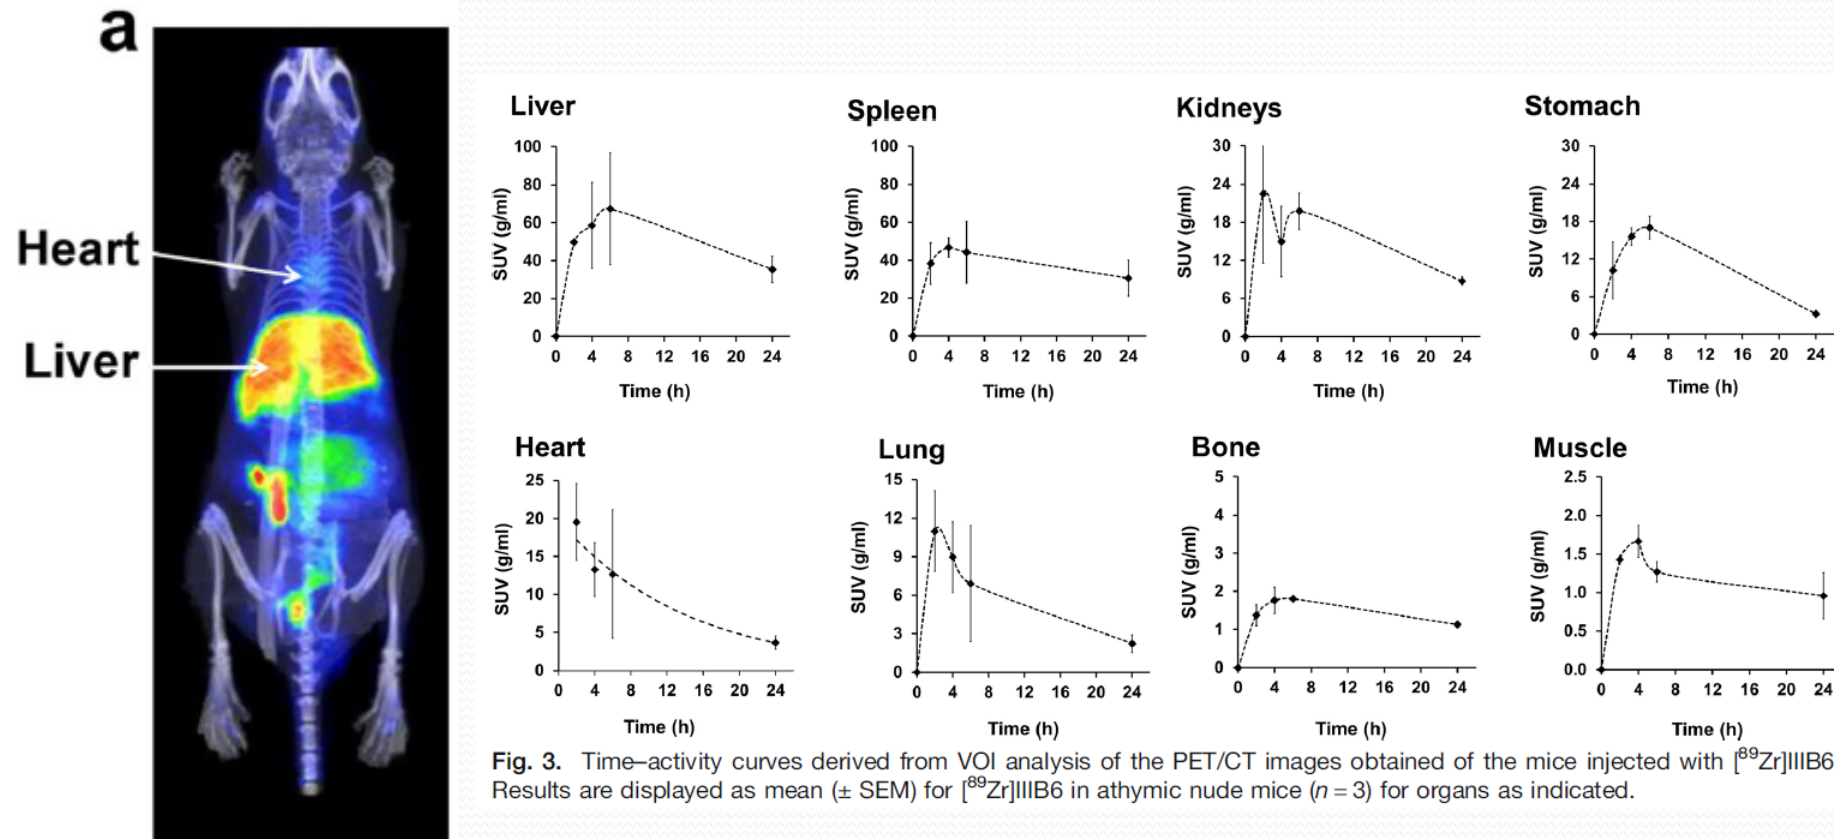 a
Heart
Liver
Liver
100
80
60
40
20
0
SUV (g/ml)
0 4 8 12 16 20 24
Time (h)
Spleen
100
80
60
40
20
0
SUV (g/ml)
0 4 8 12 16 20 24
Time (h)
Kidneys
30
24
18
12
6
0
SUV (g/ml)
0 4 8 12 16 20 24
Time (h)
Stomach
30
24
18
12
6
0
SUV (g/ml)
0 4 8 12 16 20 24
Time (h)
Heart
25
20
15
10
5
0
SUV (g/ml)
0 4 8 12 16 20 24
Time (h)
Lung
15
12
9
6
3
0
SUV (g/ml)
0 4 8 12 16 20 24
Time (h)
Bone
5
4
3
2
1
0
SUV (g/ml)
0 4 8 12 16 20 24
Time (h)
Muscle
2.5
2.0
1.5
1.0
0.5
0.0
SUV (g/ml)
0 4 8 12 16 20 24
Time (h)
Fig. 3. Time–activity curves derived from VOI analysis of the PET/CT images obtained of the mice injected with [⁸⁹Zr]IIIB6
Results are displayed as mean (± SEM) for [⁸⁹Zr]IIIB6 in athymic nude mice (n = 3) for organs as indicated.